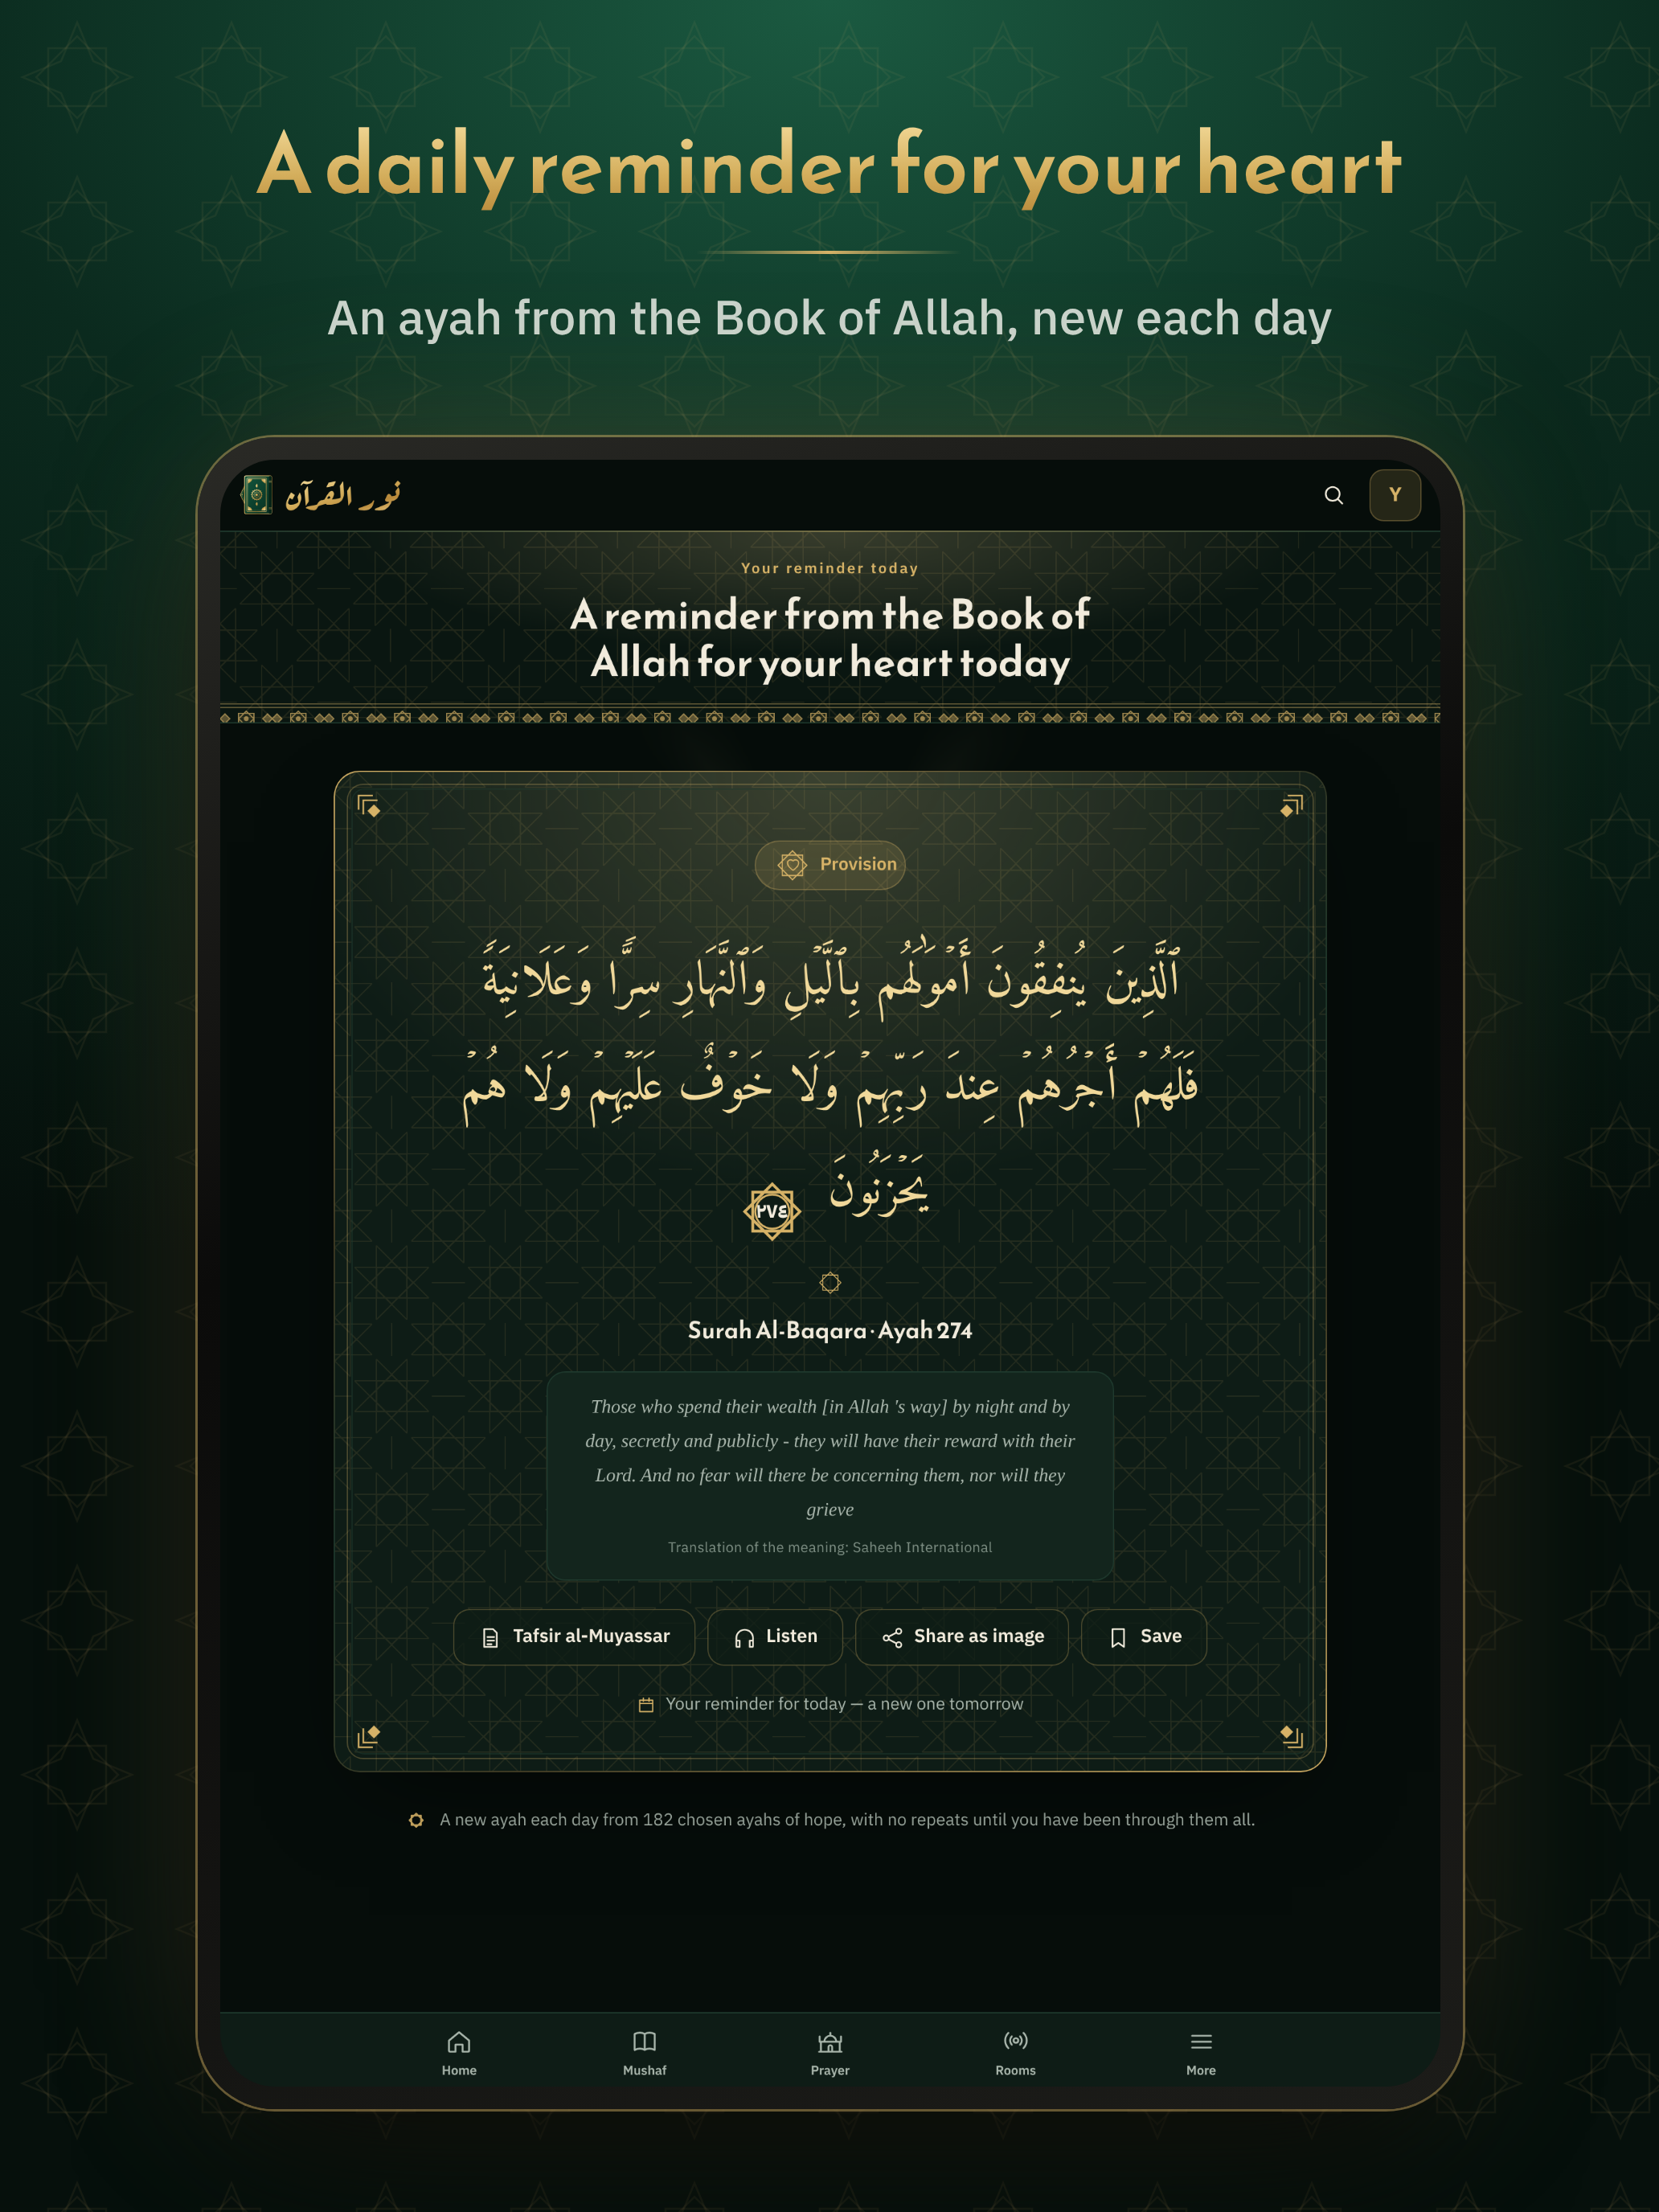 A daily reminder for your heart
An ayah from the Book of Allah, new each day
نور القرآن
Y
Your reminder today
A reminder from the Book of
Allah for your heart today
Provision
ٱلَّذِينَ يُنفِقُونَ أَمۡوَٰلَهُم بِٱلَّيۡلِ وَٱلنَّهَارِ سِرّٗا وَعَلَانِيَةٗ
فَلَهُمۡ أَجۡرُهُمۡ عِندَ رَبِّهِمۡ وَلَا خَوۡفٌ عَلَيۡهِمۡ وَلَا هُمۡ
يَحۡزَنُونَ ٢٧٤
Surah Al-Baqara · Ayah 274
Those who spend their wealth [in Allah 's way] by night and by
day, secretly and publicly - they will have their reward with their
Lord. And no fear will there be concerning them, nor will they
grieve
Translation of the meaning: Saheeh International
Tafsir al-Muyassar Listen Share as image Save
Your reminder for today — a new one tomorrow
A new ayah each day from 182 chosen ayahs of hope, with no repeats until you have been through them all.
Home Mushaf Prayer Rooms More